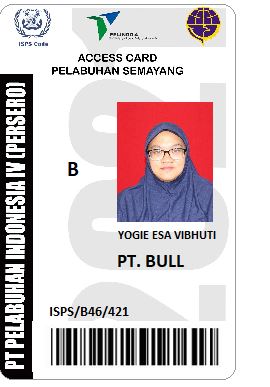 ISPS Code
PELINDO 4
ACCESS CARD
PELABUHAN SEMAYANG
PT PELABUHAN INDONESIA IV (PERSERO)
B
YOGIE ESA VIBHUTI
PT. BULL
ISPS/B46/421